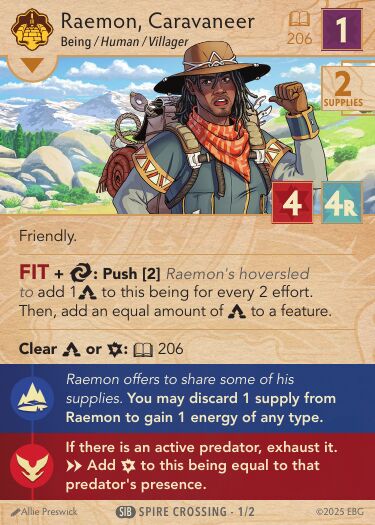 Raemon, Caravaneer
Being / Human / Villager
206
1
2
SUPPLIES
4
4R
Friendly.
FIT + : Push [2] Raemon's hoversled
to add 1 to this being for every 2 effort.
Then, add an equal amount of to a feature.
Clear or : 206
Raemon offers to share some of his
supplies. You may discard 1 supply from
Raemon to gain 1 energy of any type.
If there is an active predator, exhaust it.
Add to this being equal to that
predator's presence.
Allie Preswick
SIB SPIRE CROSSING · 1/2
©2025 EBG